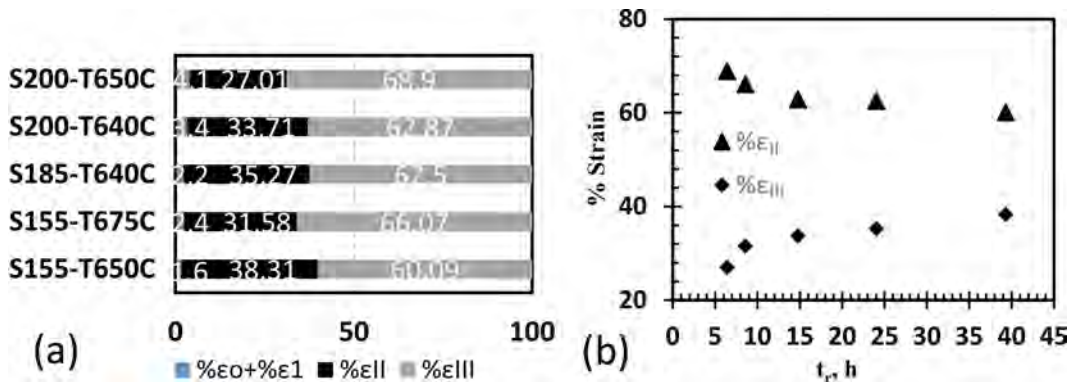 S200-T650C 4.1 27.01 68.9
S200-T640C 3.4 33.71 62.87
S185-T640C 2.2 35.27 62.5
S155-T675C 2.4 31.58 66.07
S155-T650C 1.6 38.31 60.09
0 50 100
(a)
%εo+%ε1 %εII %εIII
80
60
40
20
% Strain
%εII
%εIII
0 5 10 15 20 25 30 35 40 45
(b)
tr, h